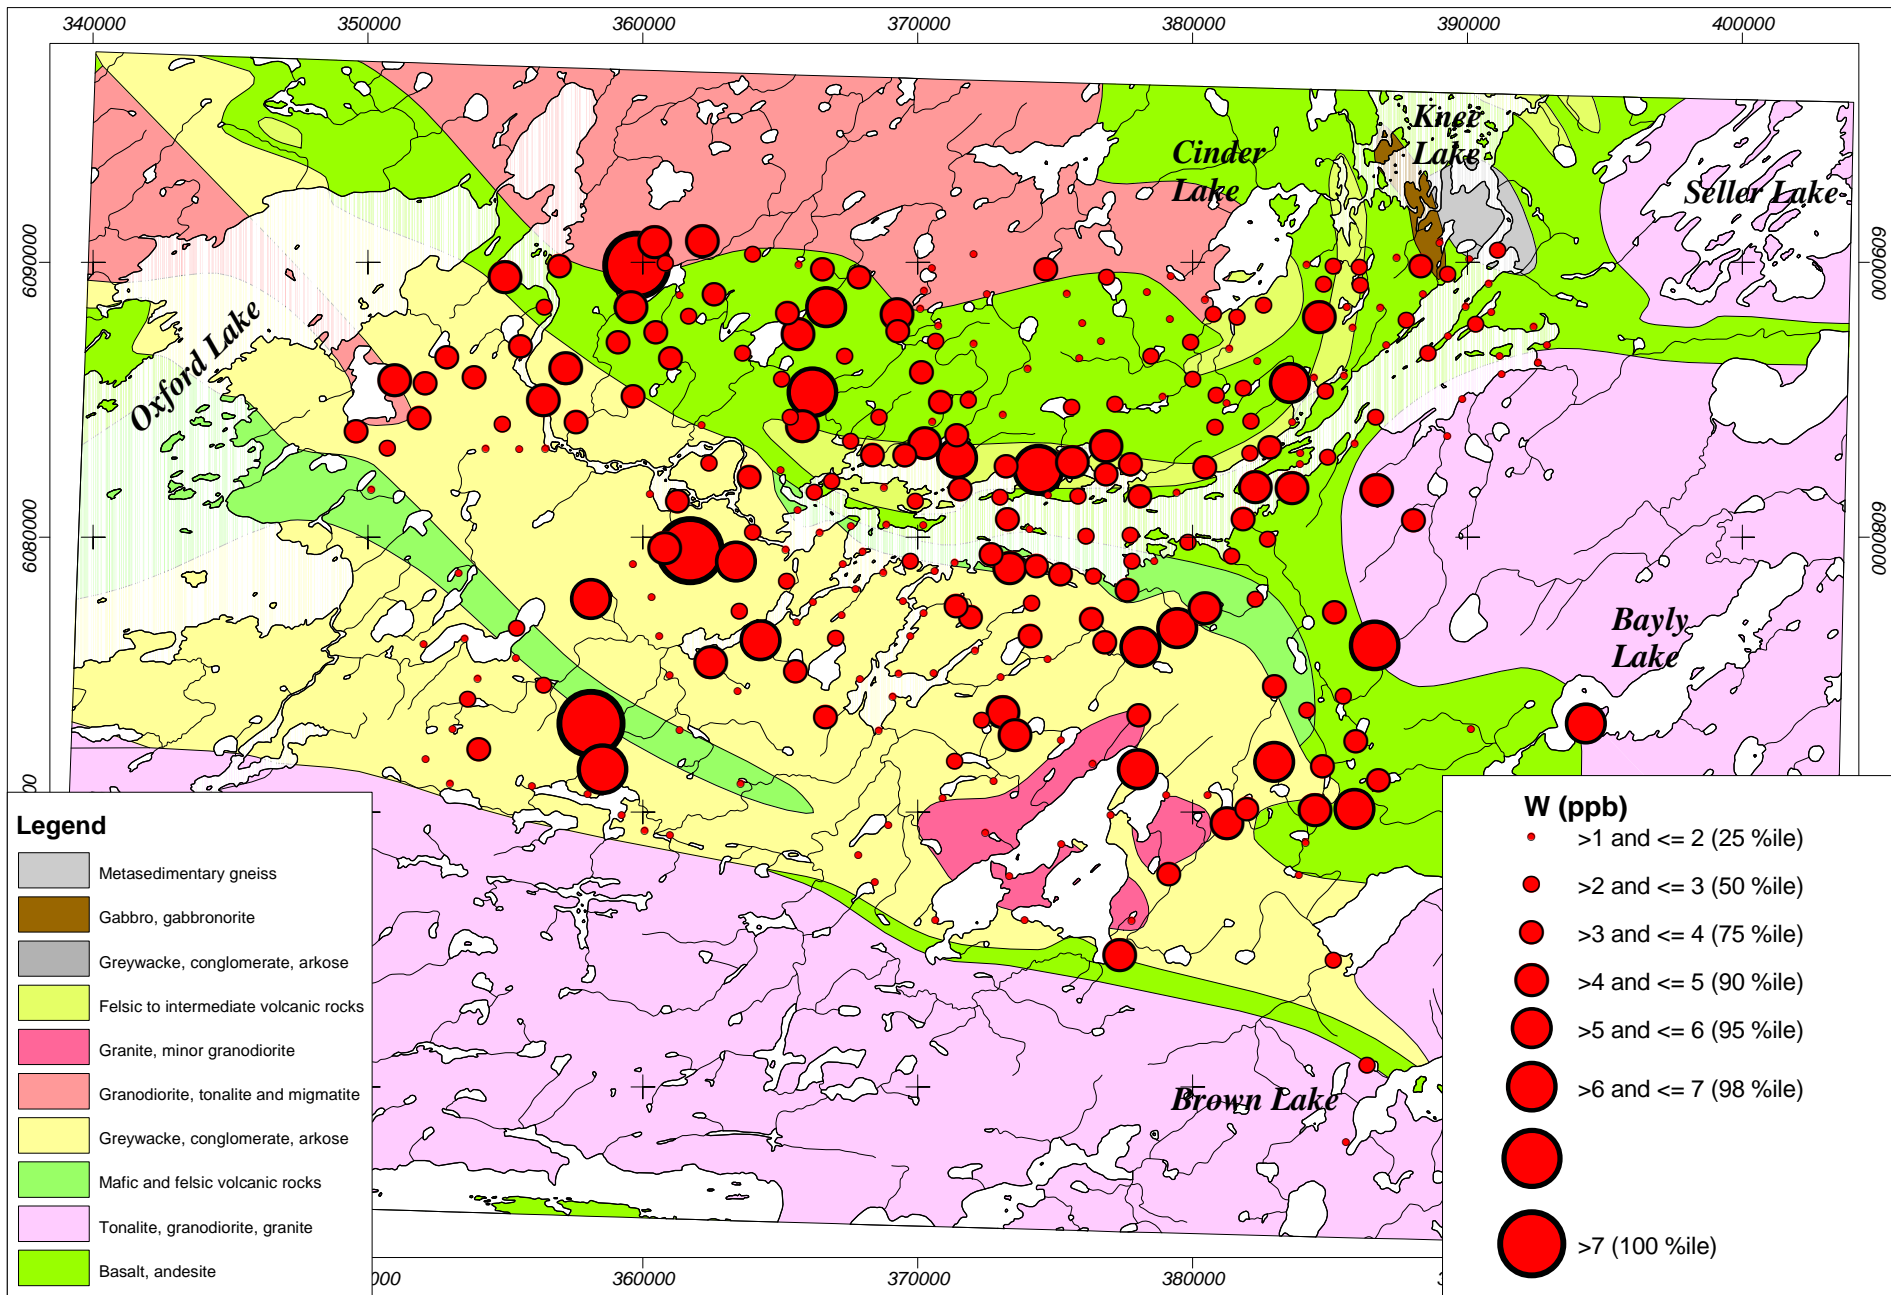 340000 350000 360000 370000 380000 390000 400000
6090000
6090000
6080000
6080000
Knee
Lake
Cinder
Lake
Seller Lake
Oxford Lake
Bayly
Lake
Brown Lake
00
Legend
Metasedimentary gneiss
Gabbro, gabbronorite
Greywacke, conglomerate, arkose
Felsic to intermediate volcanic rocks
Granite, minor granodiorite
Granodiorite, tonalite and migmatite
Greywacke, conglomerate, arkose
Mafic and felsic volcanic rocks
Tonalite, granodiorite, granite
Basalt, andesite
W (ppb)
>1 and <= 2 (25 %ile)
>2 and <= 3 (50 %ile)
>3 and <= 4 (75 %ile)
>4 and <= 5 (90 %ile)
>5 and <= 6 (95 %ile)
>6 and <= 7 (98 %ile)
>7 (100 %ile)
360000 370000 380000